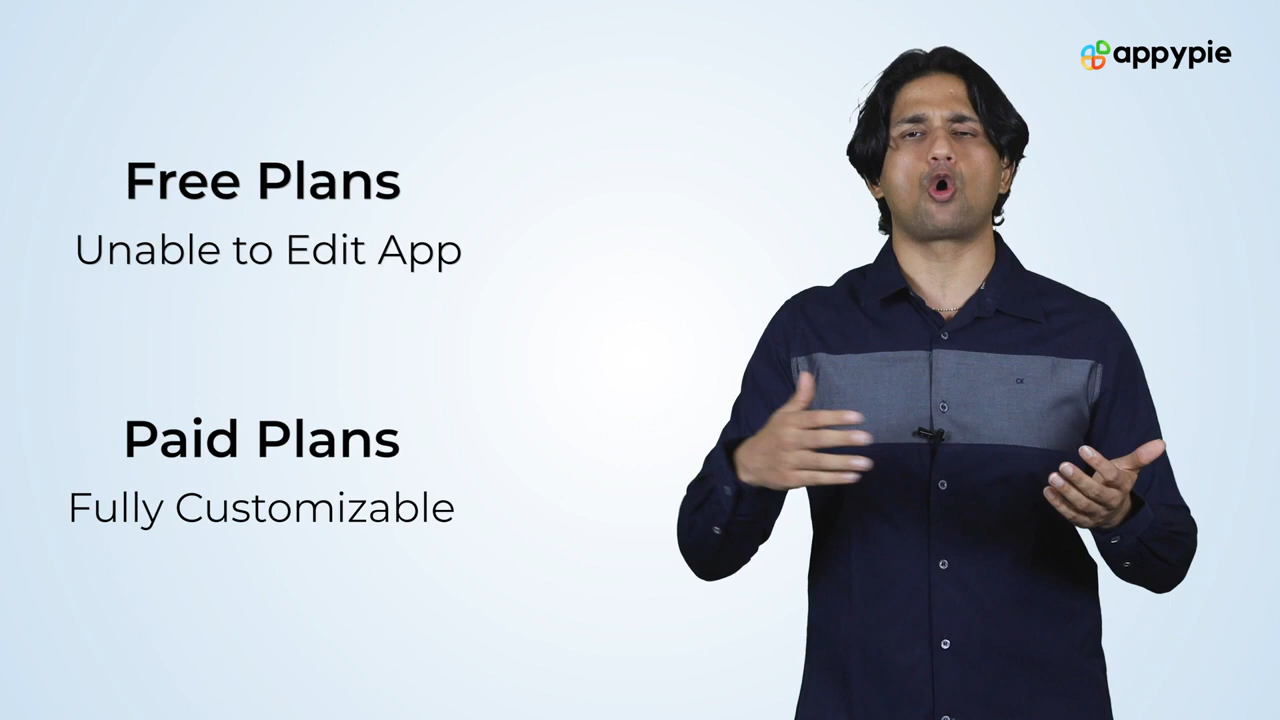 appypie
Free Plans
Unable to Edit App
Paid Plans
Fully Customizable